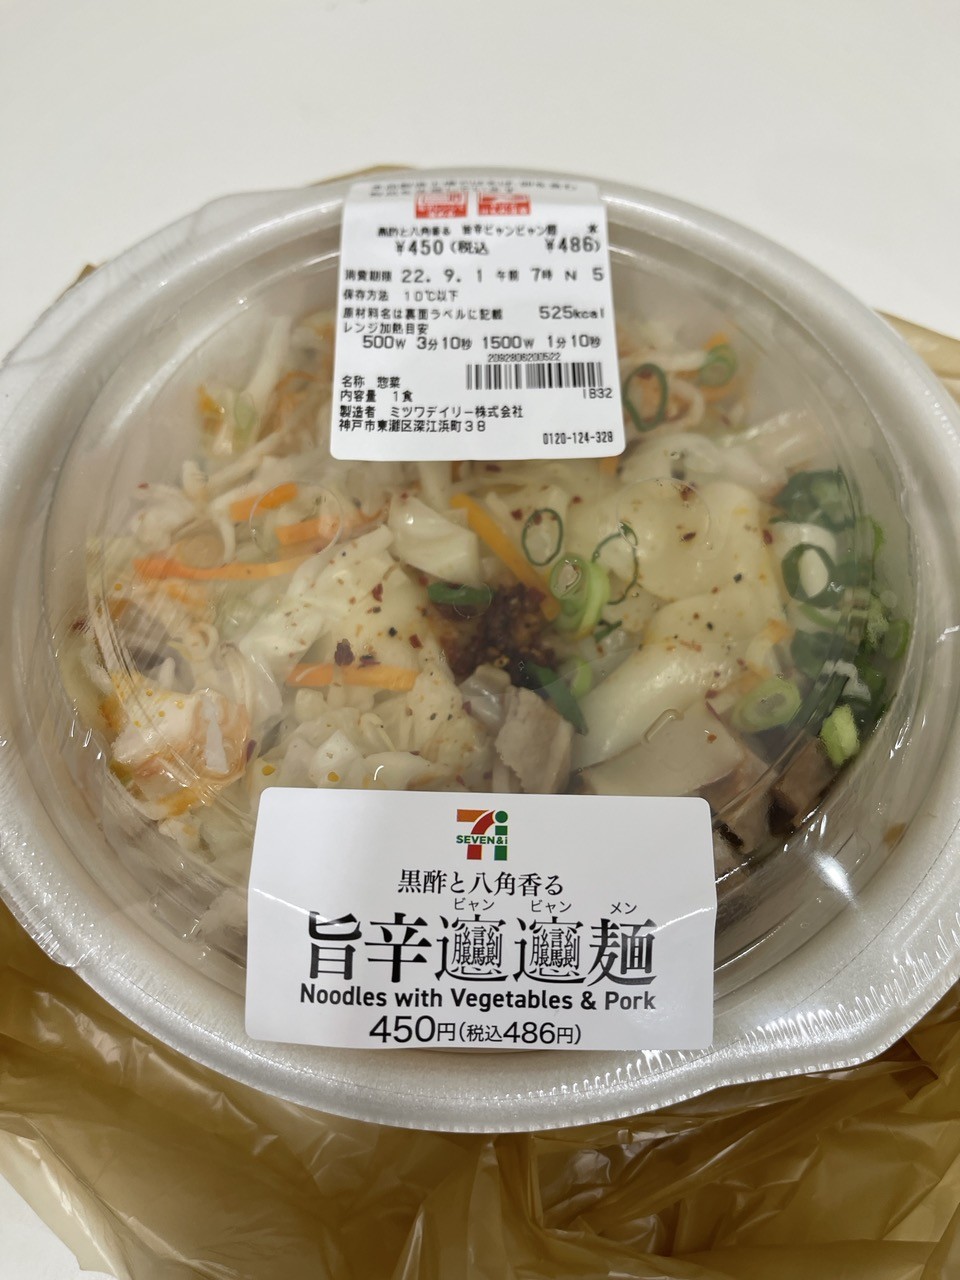 黒酢と八角香る 旨辛ビャンビャン麺 水
¥450(税込 ¥486)
消費期限 22. 9. 1 午前 7時 N 5
保存方法 10℃以下
原材料名は裏面ラベルに記載 525kcal
レンジ加熱目安
500W 3分10秒 1500W 1分10秒
2092806200522
1832
名称 惣菜
内容量 1食
製造者 ミツワデイリー株式会社
神戸市東灘区深江浜町38
0120-124-328
SEVEN&i
黒酢と八角香る
ビャン ビャン メン
旨辛𰻞𰻞麺
Noodles with Vegetables & Pork
450円(税込486円)